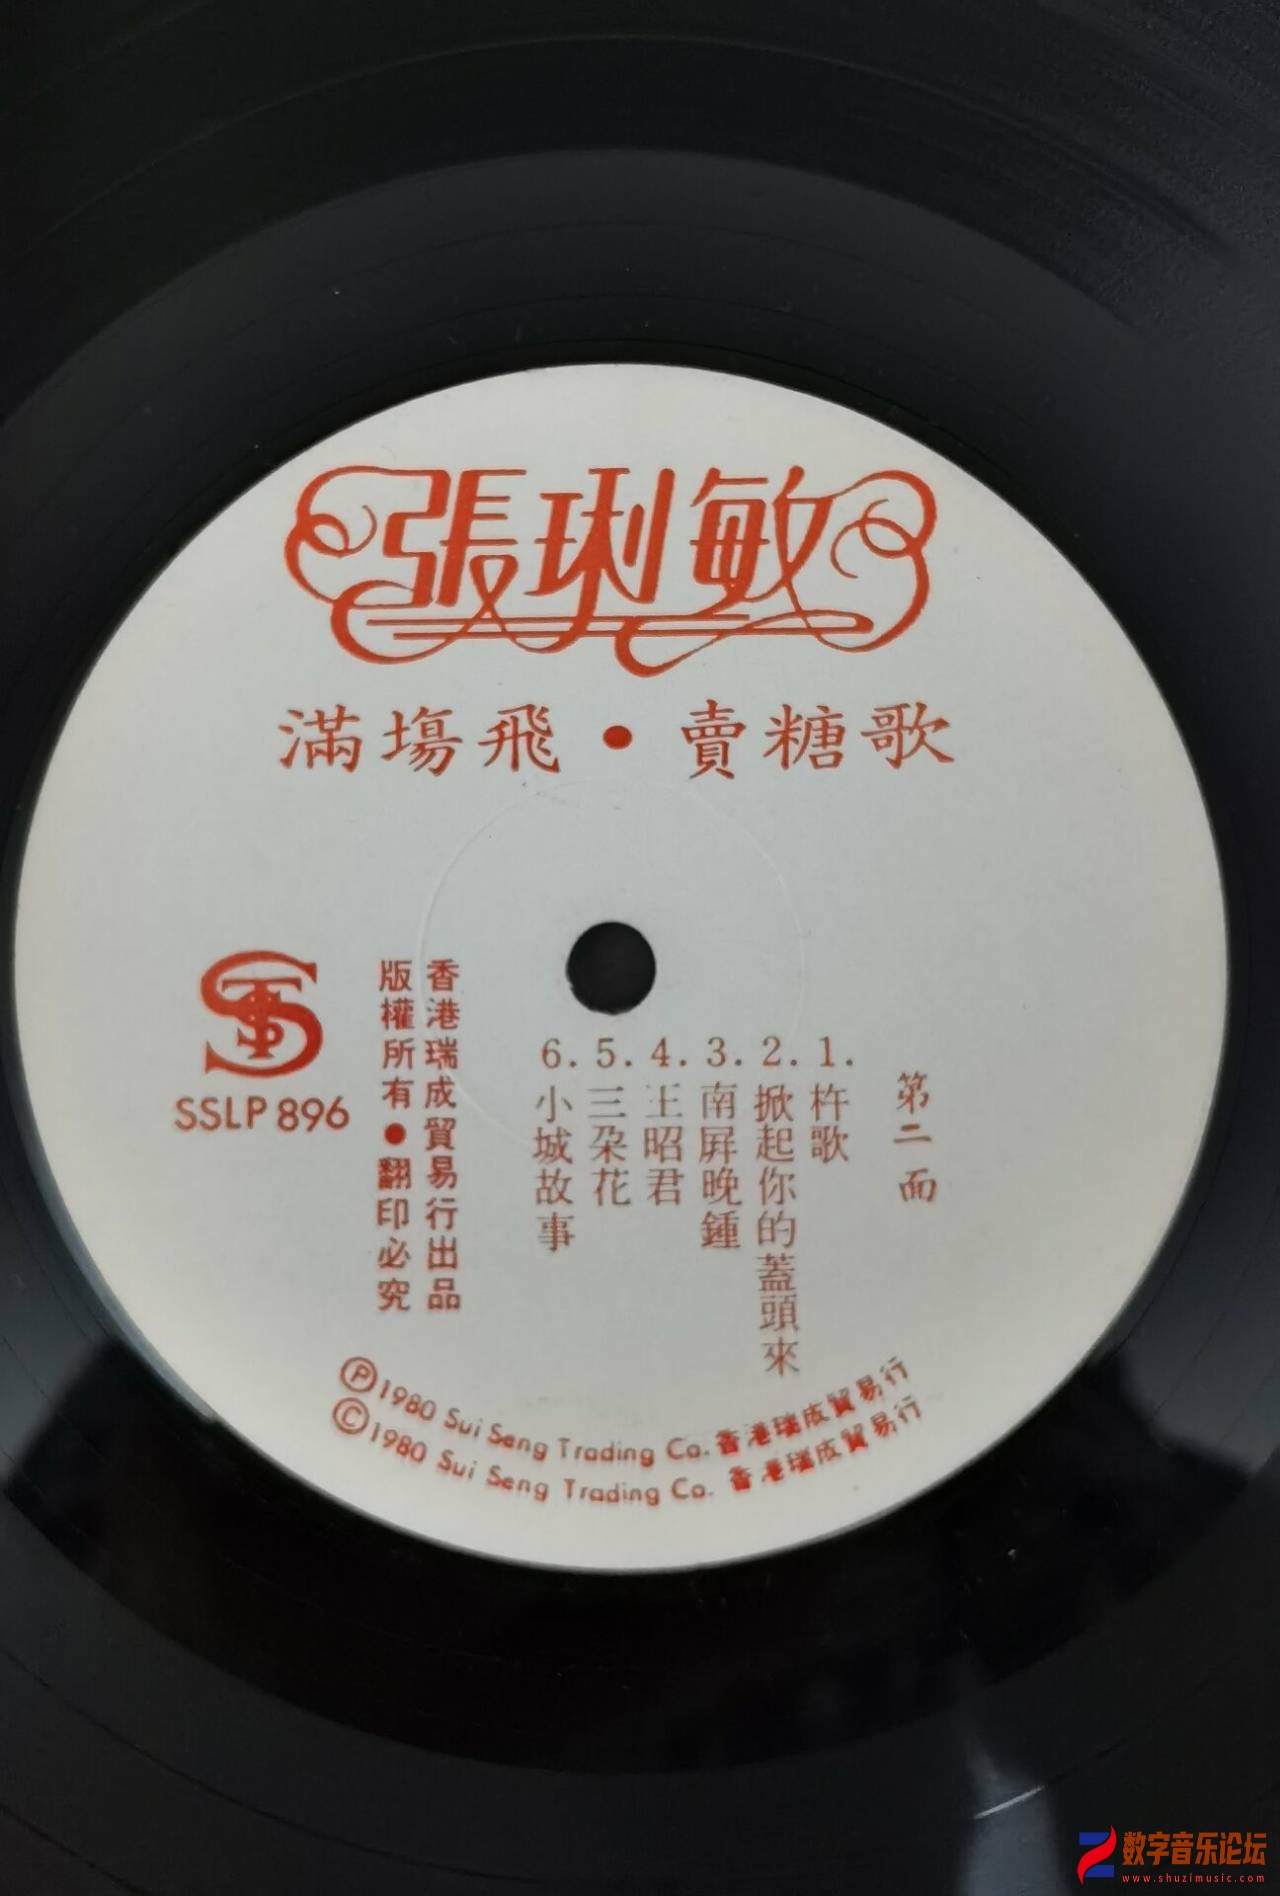 張琍敏
滿場飛•賣糖歌
第二面
1.杵歌
2.掀起你的蓋頭來
3.南屏晚鍾
4.王昭君
5.三朵花
6.小城故事
香港瑞成貿易行出品
版權所有•翻印必究
SSLP 896
Ⓟ1980 Sui Seng Trading Co. 香港瑞成貿易行
Ⓒ1980 Sui Seng Trading Co. 香港瑞成貿易行
数字音乐论坛
www.shuzimusic.com